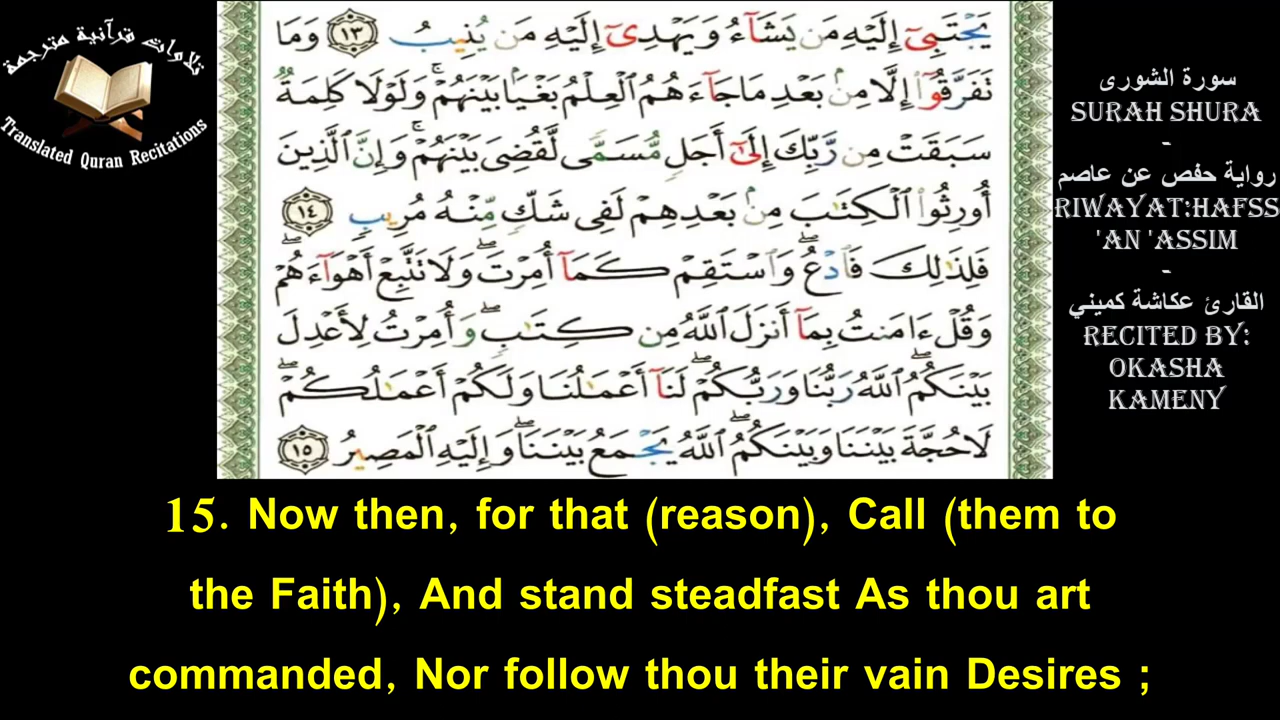 تلاوات قرآنية مترجمة
Translated Quran Recitations
يَجْتَبِىٓ إِلَيْهِ مَن يَشَآءُ وَيَهْدِىٓ إِلَيْهِ مَن يُنِيبُ ١٣ وَمَا
تَفَرَّقُوٓا۟ إِلَّا مِنۢ بَعْدِ مَا جَآءَهُمُ ٱلْعِلْمُ بَغْيًۢا بَيْنَهُمْ ۚ وَلَوْلَا كَلِمَةٌ
سَبَقَتْ مِن رَّبِّكَ إِلَىٰٓ أَجَلٍ مُّسَمًّى لَّقُضِىَ بَيْنَهُمْ ۚ وَإِنَّ ٱلَّذِينَ
أُورِثُوا۟ ٱلْكِتَٰبَ مِنۢ بَعْدِهِمْ لَفِى شَكٍّ مِّنْهُ مُرِيبٍ ١٤
فَلِذَٰلِكَ فَٱدْعُ ۖ وَٱسْتَقِمْ كَمَآ أُمِرْتَ ۖ وَلَا تَتَّبِعْ أَهْوَآءَهُمْ ۖ
وَقُلْ ءَامَنتُ بِمَآ أَنزَلَ ٱللَّهُ مِن كِتَٰبٍ ۖ وَأُمِرْتُ لِأَعْدِلَ
بَيْنَكُمُ ۖ ٱللَّهُ رَبُّنَا وَرَبُّكُمْ ۖ لَنَآ أَعْمَٰلُنَا وَلَكُمْ أَعْمَٰلُكُمْ ۖ
لَا حُجَّةَ بَيْنَنَا وَبَيْنَكُمُ ۖ ٱللَّهُ يَجْمَعُ بَيْنَنَا ۖ وَإِلَيْهِ ٱلْمَصِيرُ ١٥
سورة الشورى
SURAH SHURA
-
رواية حفص عن عاصم
RIWAYAT:HAFSS
'AN 'ASSIM
-
القارئ عكاشة كميني
RECITED BY:
OKASHA
KAMENY
15. Now then, for that (reason), Call (them to
the Faith), And stand steadfast As thou art
commanded, Nor follow thou their vain Desires ;